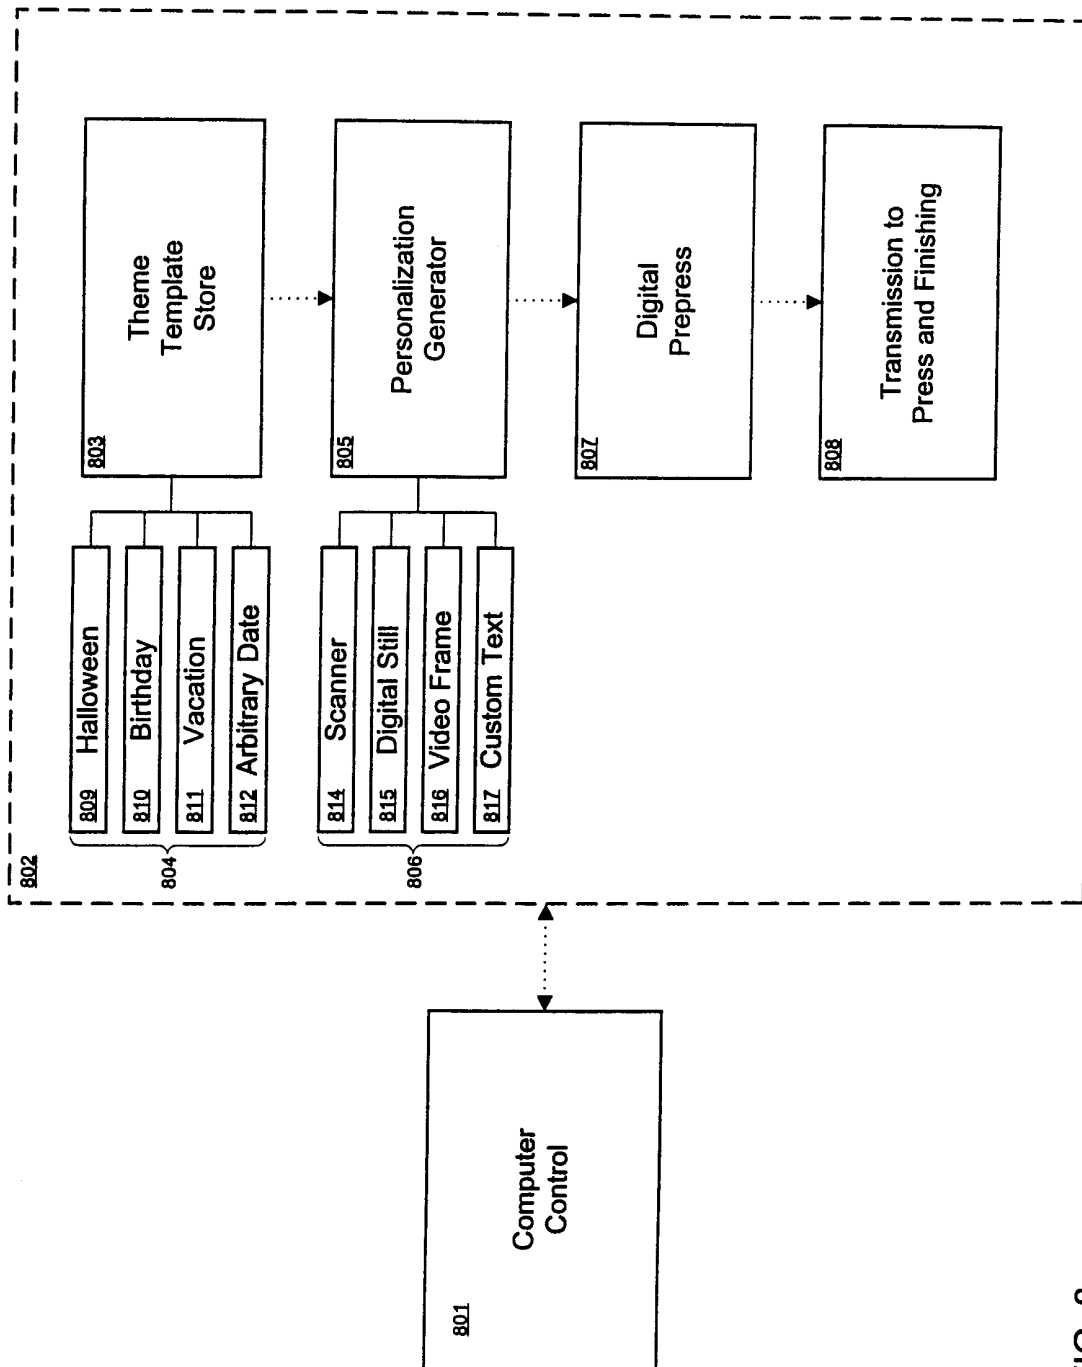 802
803
Theme
Template
Store
809 Halloween
810 Birthday
811 Vacation
812 Arbitrary Date
804
805
Personalization
Generator
814 Scanner
815 Digital Still
816 Video Frame
817 Custom Text
806
807
Digital
Prepress
808
Transmission to
Press and Finishing
801
Computer
Control